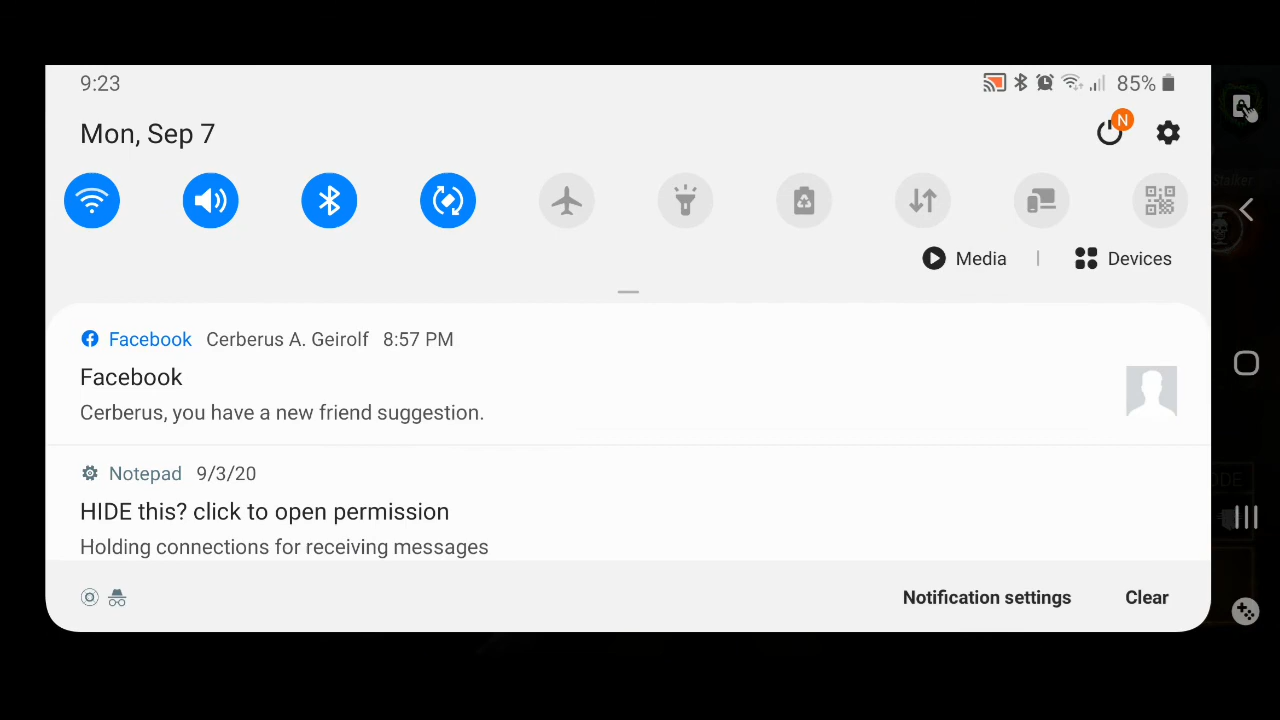 9:23
85%
Mon, Sep 7
N
Media | Devices
Facebook Cerberus A. Geirolf 8:57 PM
Facebook
Cerberus, you have a new friend suggestion.
Notepad 9/3/20
HIDE this? click to open permission
Holding connections for receiving messages
Notification settings Clear
Stalker